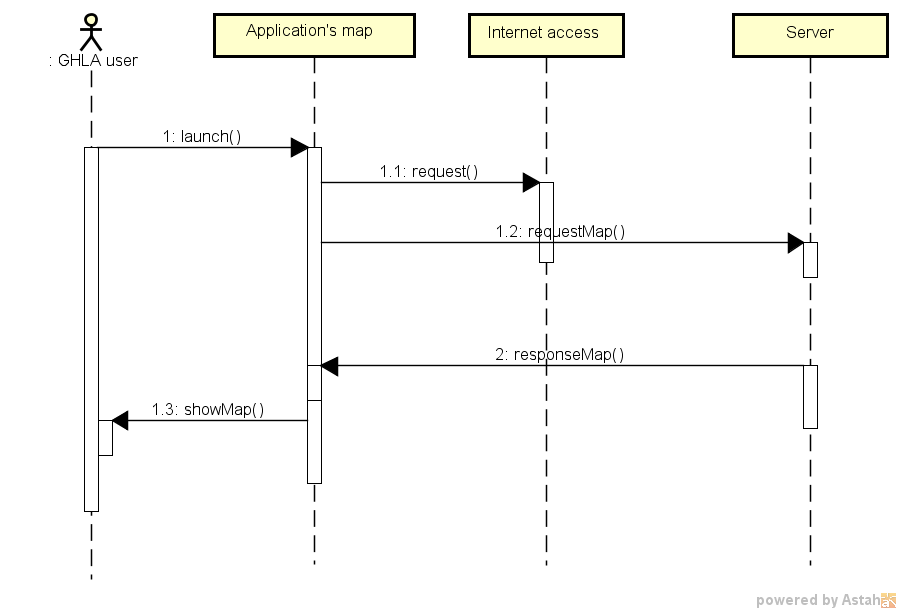 : GHLA user
Application's map
Internet access
Server
1: launch()
1.1: request()
1.2: requestMap()
2: responseMap()
1.3: showMap()
powered by Astah